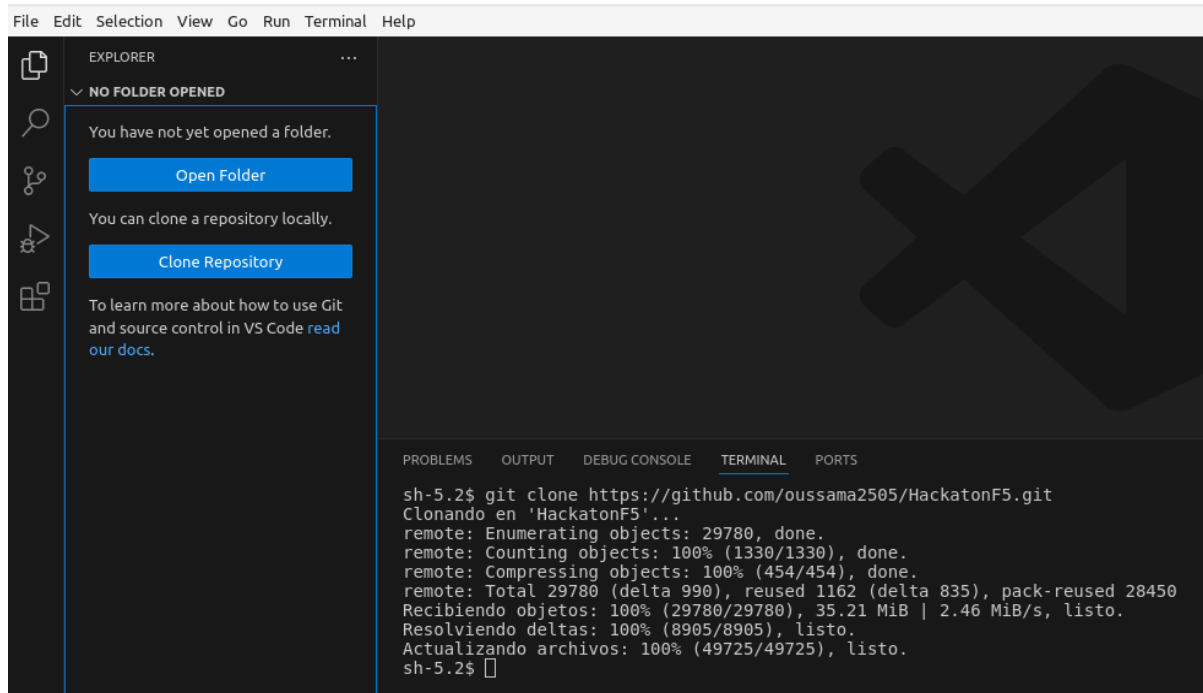 File Edit Selection View Go Run Terminal Help
EXPLORER ...
NO FOLDER OPENED
You have not yet opened a folder.
Open Folder
You can clone a repository locally.
Clone Repository
To learn more about how to use Git
and source control in VS Code read
our docs.
PROBLEMS OUTPUT DEBUG CONSOLE TERMINAL PORTS
sh-5.2$ git clone https://github.com/oussama2505/HackatonF5.git
Clonando en 'HackatonF5'...
remote: Enumerating objects: 29780, done.
remote: Counting objects: 100% (1330/1330), done.
remote: Compressing objects: 100% (454/454), done.
remote: Total 29780 (delta 990), reused 1162 (delta 835), pack-reused 28450
Recibiendo objetos: 100% (29780/29780), 35.21 MiB | 2.46 MiB/s, listo.
Resolviendo deltas: 100% (8905/8905), listo.
Actualizando archivos: 100% (49725/49725), listo.
sh-5.2$